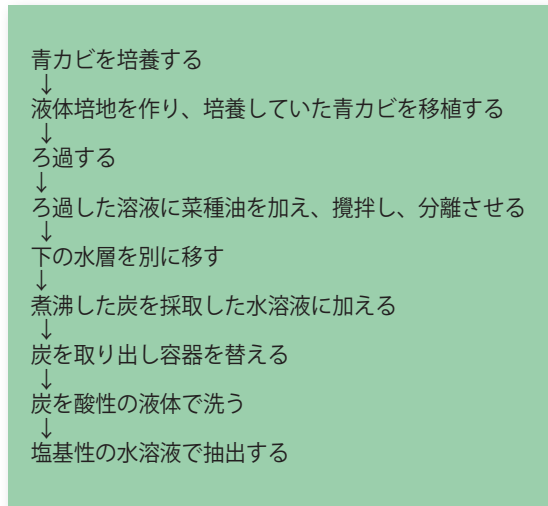 青カビを培養する
↓
液体培地を作り、培養していた青カビを移植する
↓
ろ過する
↓
ろ過した溶液に菜種油を加え、攪拌し、分離させる
↓
下の水層を別に移す
↓
煮沸した炭を採取した水溶液に加える
↓
炭を取り出し容器を替える
↓
炭を酸性の液体で洗う
↓
塩基性の水溶液で抽出する